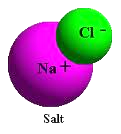 Cl -
Na +
Salt